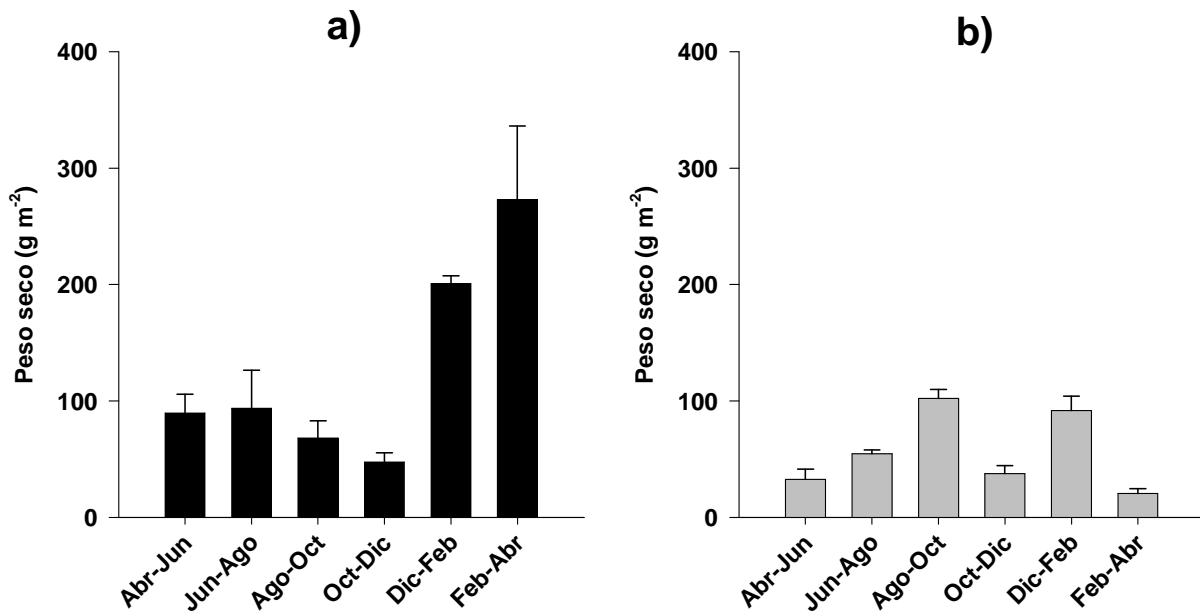 a)
Peso seco (g m-2)
400
300
200
100
0
Abr-Jun
Jun-Ago
Ago-Oct
Oct-Dic
Dic-Feb
Feb-Abr
b)
Peso seco (g m-2)
400
300
200
100
0
Abr-Jun
Jun-Ago
Ago-Oct
Oct-Dic
Dic-Feb
Feb-Abr